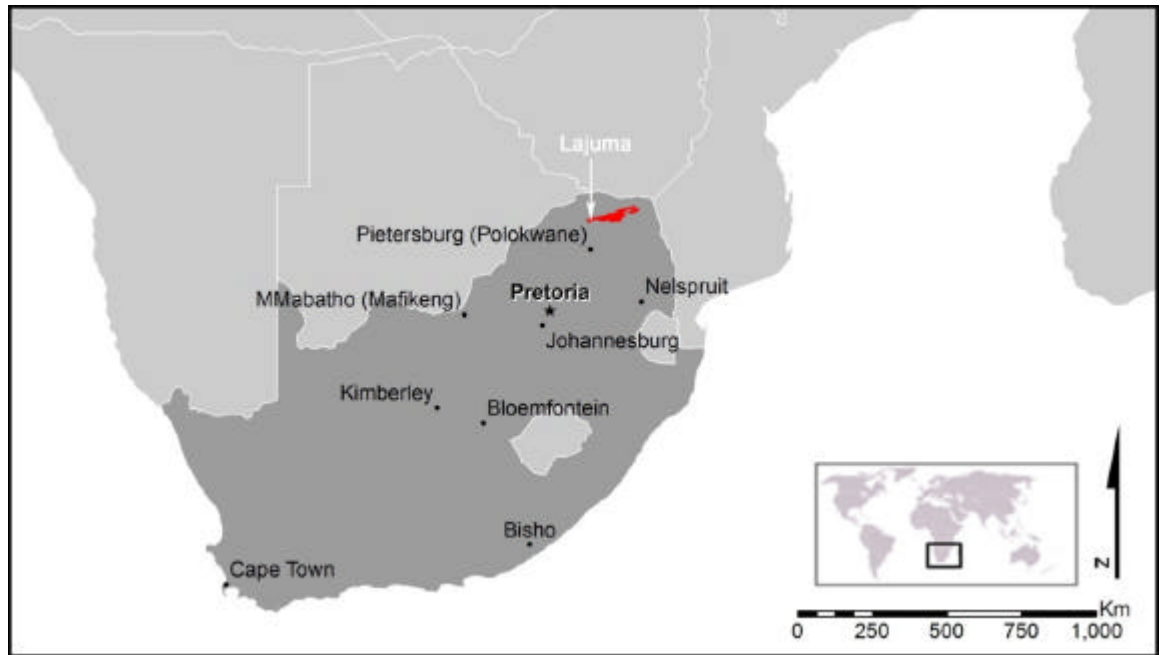 Lajuma
Pietersburg (Polokwane)
Nelspruit
Pretoria
MMabatho (Mafikeng)
Johannesburg
Kimberley
Bloemfontein
Bisho
Cape Town
N
Km
0 250 500 750 1,000